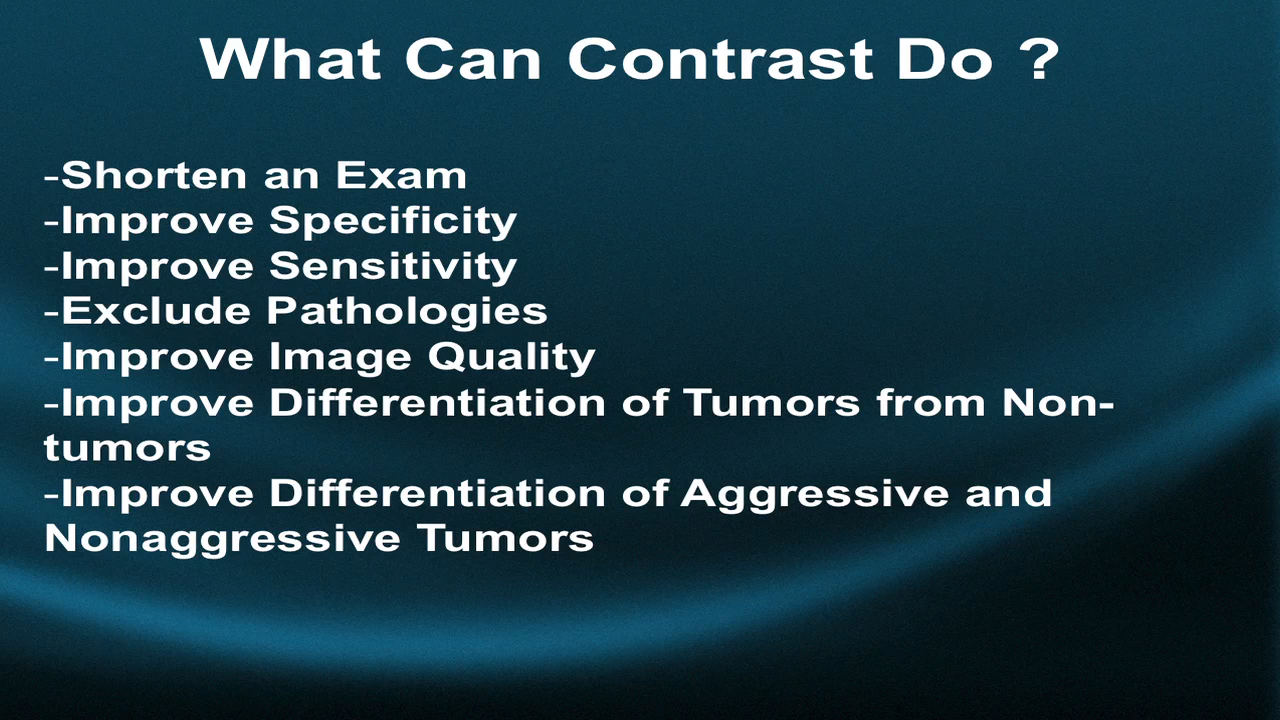 What Can Contrast Do ?
-Shorten an Exam
-Improve Specificity
-Improve Sensitivity
-Exclude Pathologies
-Improve Image Quality
-Improve Differentiation of Tumors from Non-
tumors
-Improve Differentiation of Aggressive and
Nonaggressive Tumors